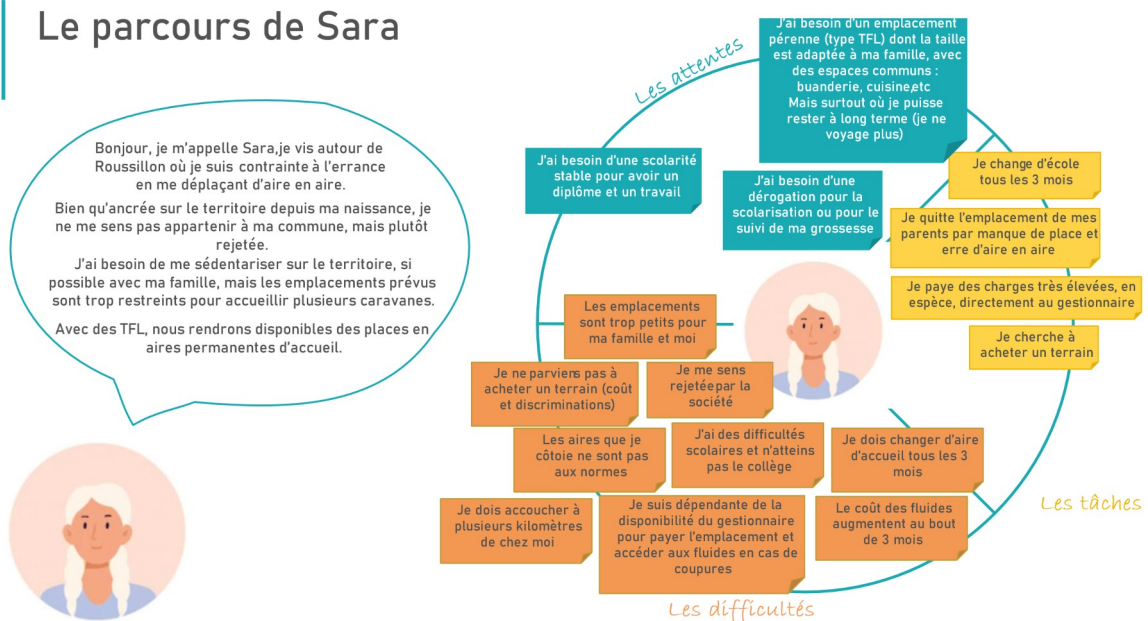 Le parcours de Sara
Bonjour, je m'appelle Sara,je vis autour de
Roussillon où je suis contrainte à l'errance
en me déplaçant d'aire en aire.
Bien qu'ancrée sur le territoire depuis ma naissance, je
ne me sens pas appartenir à ma commune, mais plutôt
rejetée.
J'ai besoin de me sédentariser sur le territoire, si
possible avec ma famille, mais les emplacements prévus
sont trop restreints pour accueillir plusieurs caravanes.
Avec des TFL, nous rendrons disponibles des places en
aires permanentes d'accueil.
Les attentes
J'ai besoin d'un emplacement
pérenne (type TFL) dont la taille
est adaptée à ma famille, avec
des espaces communs :
buanderie, cuisine,etc
Mais surtout où je puisse
rester à long terme (je ne
voyage plus)
J'ai besoin d'une scolarité
stable pour avoir un
diplôme et un travail
J'ai besoin d'une
dérogation pour la
scolarisation ou pour le
suivi de ma grossesse
Je change d'école
tous les 3 mois
Je quitte l'emplacement de mes
parents par manque de place et
erre d'aire en aire
Je paye des charges très élevées, en
espèce, directement au gestionnaire
Je cherche à
acheter un terrain
Les tâches
Les emplacements
sont trop petits pour
ma famille et moi
Je ne parviens pas à
acheter un terrain (coût
et discriminations)
Je me sens
rejetée par la
société
Les aires que je
côtoie ne sont pas
aux normes
J'ai des difficultés
scolaires et n'atteins
pas le collège
Je dois changer d'aire
d'accueil tous les 3
mois
Je dois accoucher à
plusieurs kilomètres
de chez moi
Je suis dépendante de la
disponibilité du gestionnaire
pour payer l'emplacement et
accéder aux fluides en cas de
coupures
Le coût des fluides
augmentent au bout
de 3 mois
Les difficultés